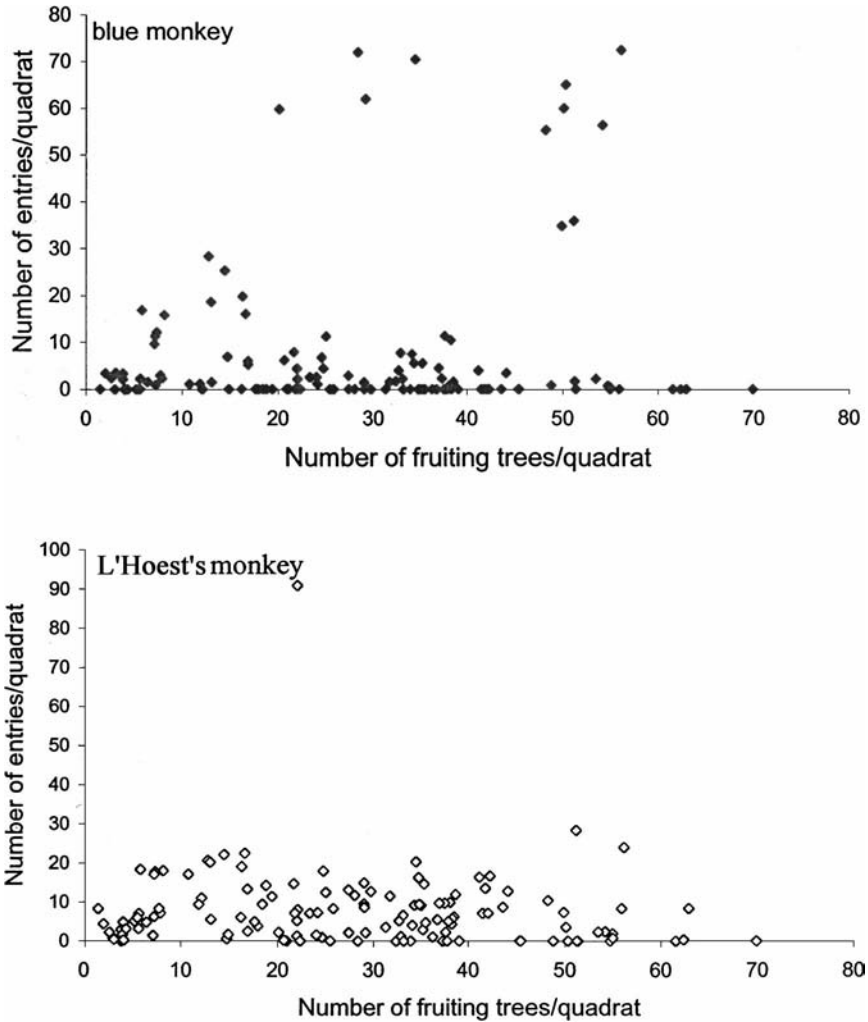 blue monkey
Number of entries/quadrat
80
70
60
50
40
30
20
10
0
0 10 20 30 40 50 60 70 80
Number of fruiting trees/quadrat
L'Hoest's monkey
Number of entries/quadrat
100
90
80
70
60
50
40
30
20
10
0
0 10 20 30 40 50 60 70 80
Number of fruiting trees/quadrat